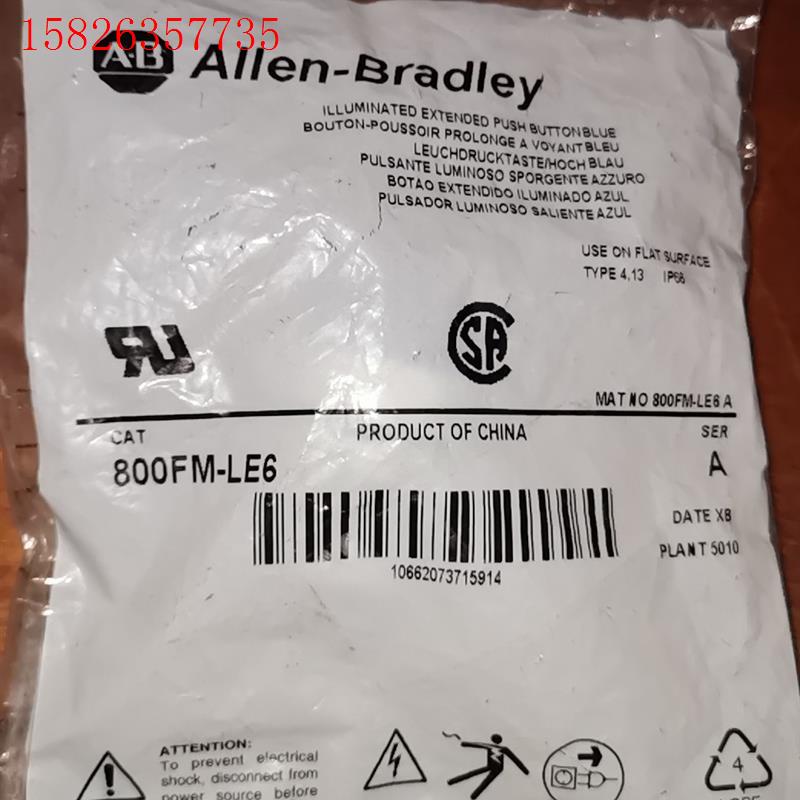 15826357735
A-B Allen-Bradley
ILLUMINATED EXTENDED PUSH BUTTON BLUE
BOUTON-POUSSOIR PROLONGE A VOYANT BLEU
LEUCHDRUCKTASTE/HOCH BLAU
PULSANTE LUMINOSO SPORGENTE AZZURO
BOTAO EXTENDIDO ILUMINADO AZUL
PULSADOR LUMINOSO SALIENTE AZUL
USE ON FLAT SURFACE
TYPE 4,13 IP66
RU
SA
MAT NO 800FM-LE6 A
CAT PRODUCT OF CHINA SER
800FM-LE6 A
DATE XB
PLANT 5010
10662073715914
ATTENTION:
To prevent electrical
shock, disconnect from
power source before
4